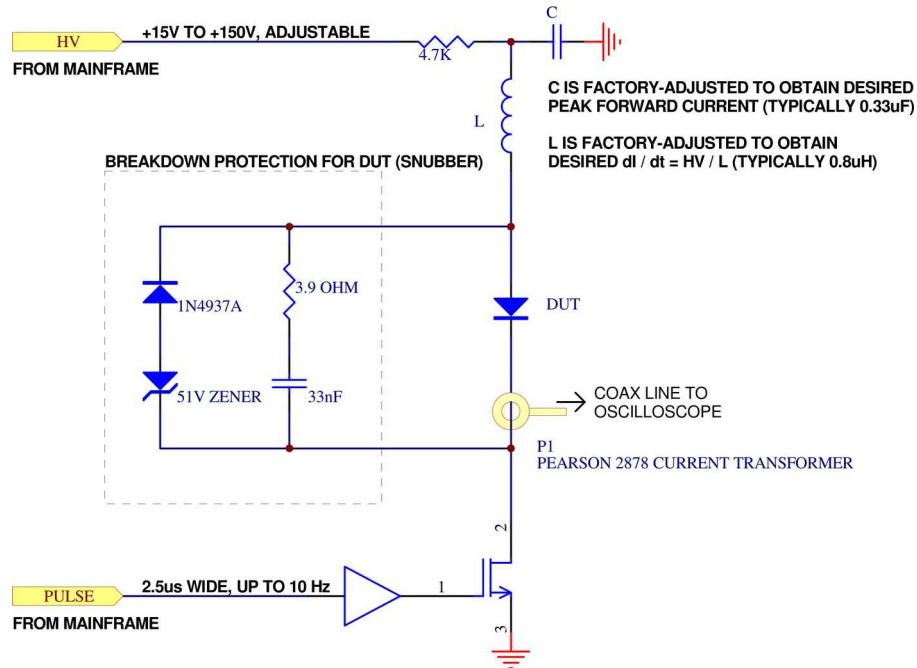 C
HV
+15V TO +150V, ADJUSTABLE
4.7K
FROM MAINFRAME
C IS FACTORY-ADJUSTED TO OBTAIN DESIRED
PEAK FORWARD CURRENT (TYPICALLY 0.33uF)
L
L IS FACTORY-ADJUSTED TO OBTAIN
DESIRED dI / dt = HV / L (TYPICALLY 0.8uH)
BREAKDOWN PROTECTION FOR DUT (SNUBBER)
1N4937A
3.9 OHM
DUT
51V ZENER
33nF
COAX LINE TO
OSCILLOSCOPE
P1
PEARSON 2878 CURRENT TRANSFORMER
2
PULSE
2.5us WIDE, UP TO 10 Hz
1
3
FROM MAINFRAME